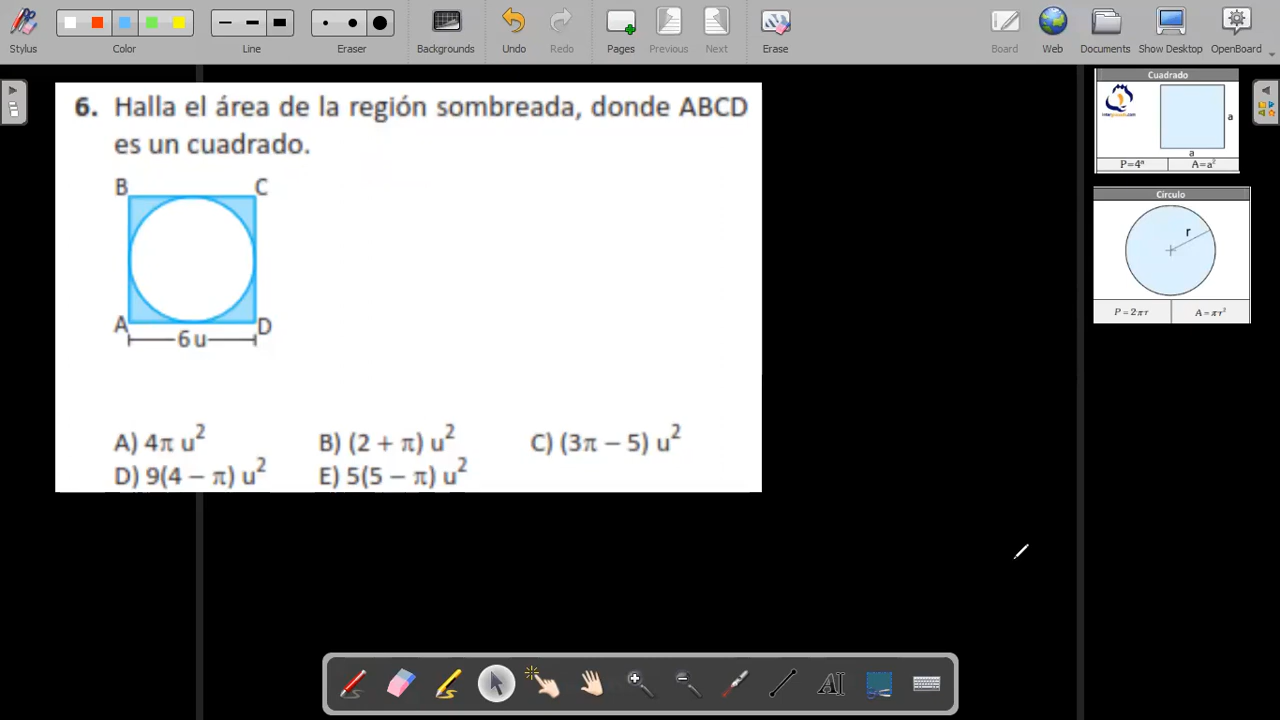 Stylus
Color
Line
Eraser
Backgrounds
Undo
Redo
Pages
Previous
Next
Erase
Board
Web
Documents
Show Desktop
OpenBoard
6. Halla el área de la región sombreada, donde ABCD
es un cuadrado.
B C
A D
6 u
A) 4π u² B) (2 + π) u² C) (3π − 5) u²
D) 9(4 − π) u² E) 5(5 − π) u²
Cuadrado
a
a
P=4ª A=a²
Círculo
r
P = 2πr A = πr²
AI